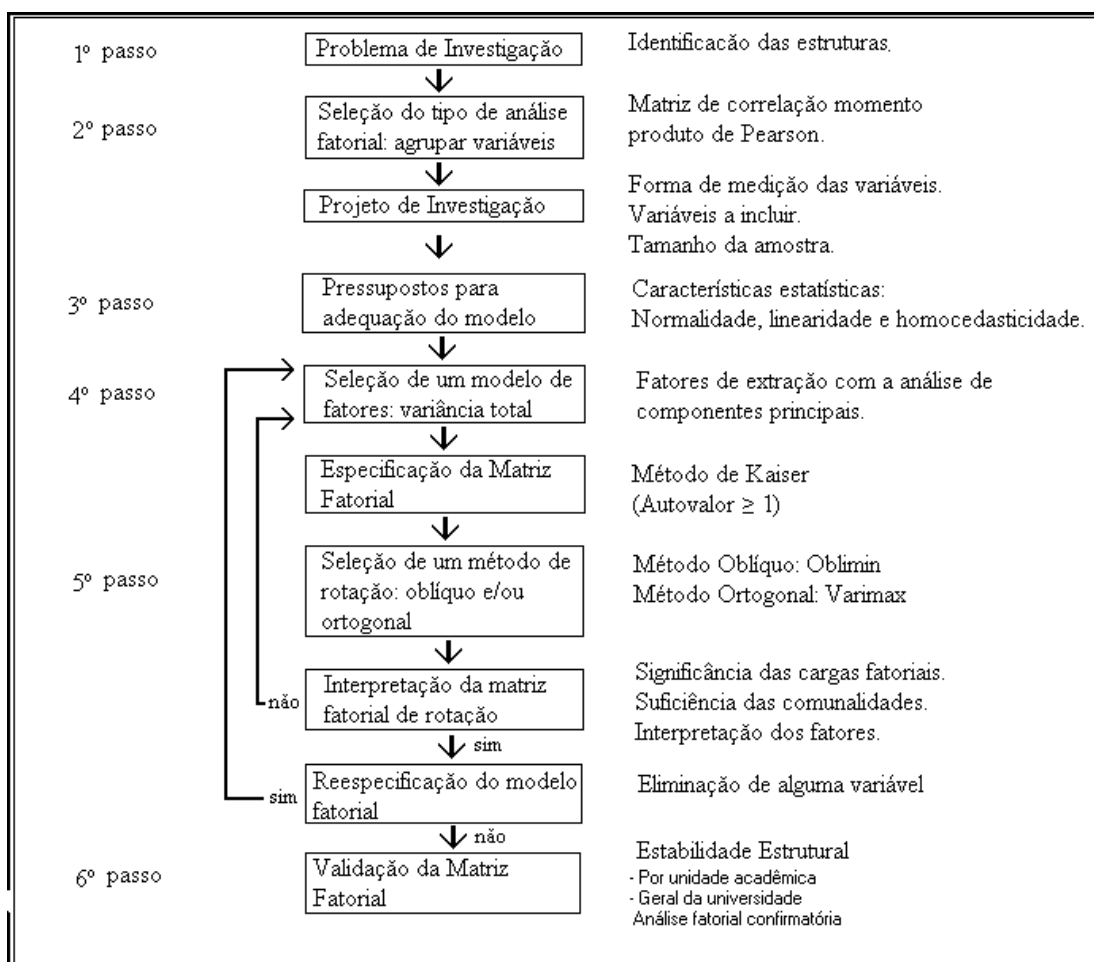 1º passo
Problema de Investigação
Identificacão das estruturas.
2º passo
Seleção do tipo de análise
fatorial: agrupar variáveis
Matriz de correlação momento
produto de Pearson.
Projeto de Investigação
Forma de medição das variáveis.
Variáveis a incluir.
Tamanho da amostra.
3º passo
Pressupostos para
adequação do modelo
Características estatísticas:
Normalidade, linearidade e homocedasticidade.
4º passo
Seleção de um modelo de
fatores: variância total
Fatores de extração com a análise de
componentes principais.
Especificação da Matriz
Fatorial
Método de Kaiser
(Autovalor ≥ 1)
5º passo
Seleção de um método de
rotação: oblíquo e/ou
ortogonal
Método Oblíquo: Oblimin
Método Ortogonal: Varimax
não
Interpretação da matriz
fatorial de rotação
Significância das cargas fatoriais.
Suficiência das comunalidades.
Interpretação dos fatores.
sim
sim
Reespecificação do modelo
fatorial
Eliminação de alguma variável
não
6º passo
Validação da Matriz
Fatorial
Estabilidade Estrutural
- Por unidade acadêmica
- Geral da universidade
Análise fatorial confirmatória